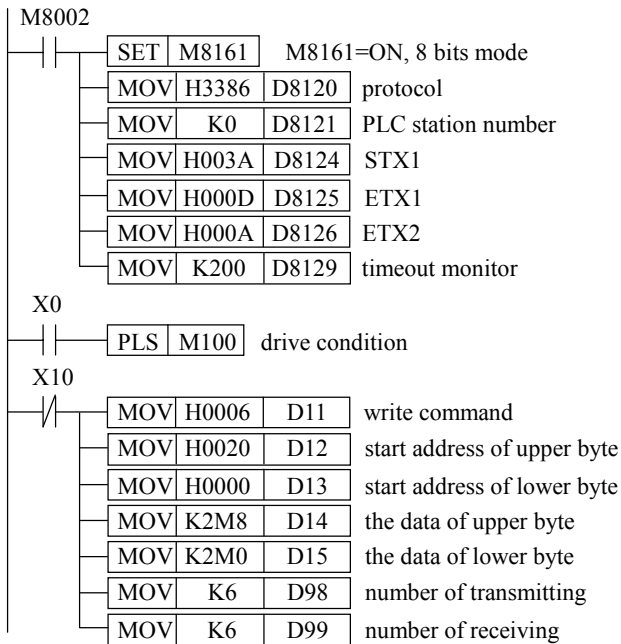 M8002
SET M8161 M8161=ON, 8 bits mode
MOV H3386 D8120 protocol
MOV K0 D8121 PLC station number
MOV H003A D8124 STX1
MOV H000D D8125 ETX1
MOV H000A D8126 ETX2
MOV K200 D8129 timeout monitor
X0
PLS M100 drive condition
X10
MOV H0006 D11 write command
MOV H0020 D12 start address of upper byte
MOV H0000 D13 start address of lower byte
MOV K2M8 D14 the data of upper byte
MOV K2M0 D15 the data of lower byte
MOV K6 D98 number of transmitting
MOV K6 D99 number of receiving